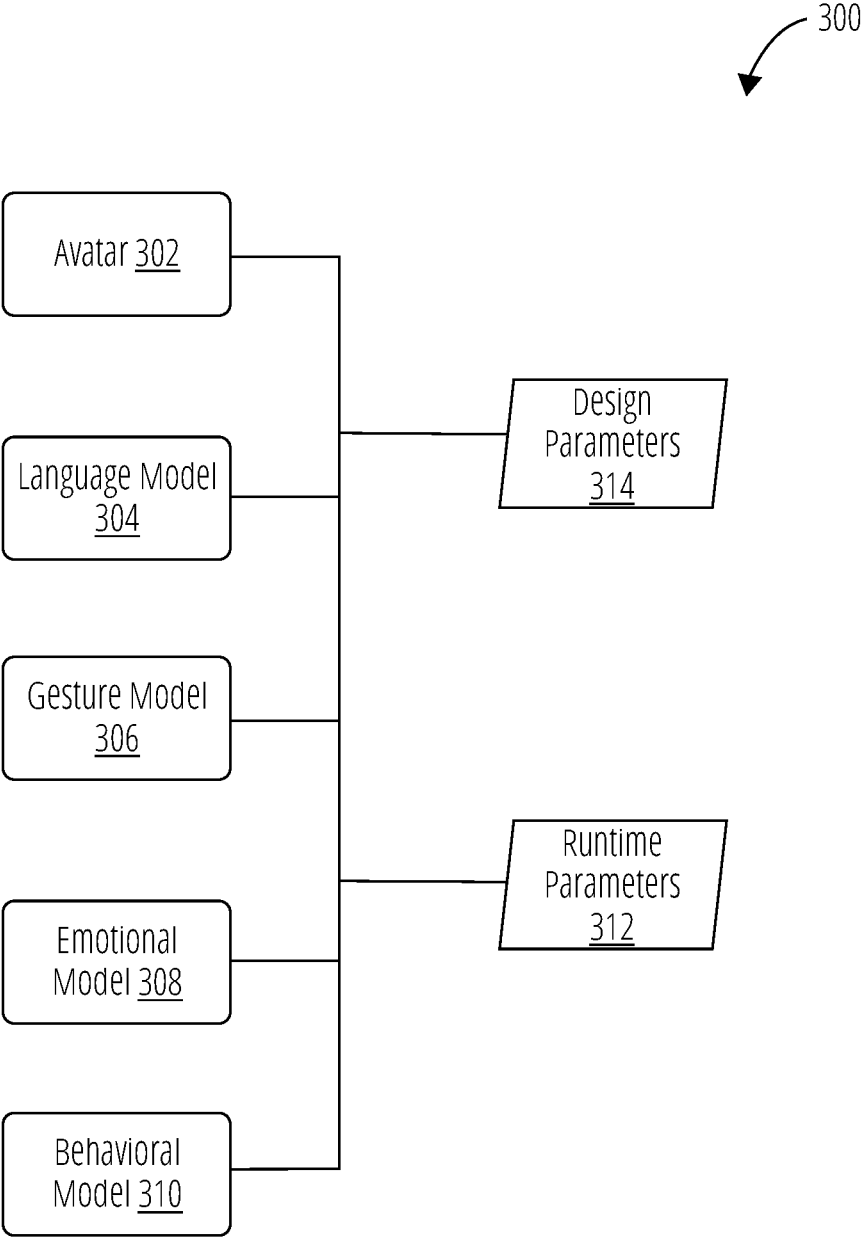 300
Avatar 302
Design
Parameters
314
Language Model
304
Gesture Model
306
Runtime
Parameters
312
Emotional
Model 308
Behavioral
Model 310